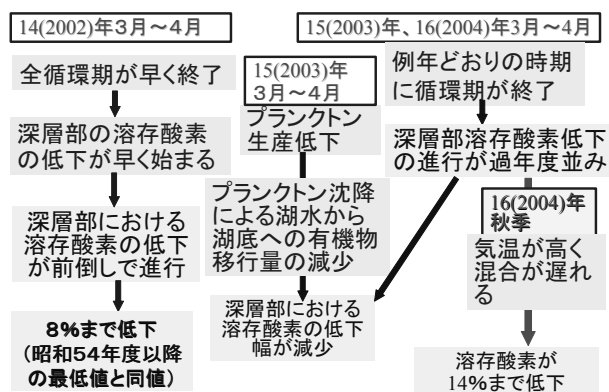 14(2002)年3月～4月
全循環期が早く終了
深層部の溶存酸素
の低下が早く始まる
深層部における
溶存酸素の低下
が前倒しで進行
8%まで低下
(昭和54年度以降
の最低値と同値)
15(2003)年
3月～4月
プランクトン
生産低下
プランクトン沈降
による湖水から
湖底への有機物
移行量の減少
深層部における
溶存酸素の低下
幅が減少
15(2003)年、16(2004)年3月～4月
例年どおりの時期
に循環期が終了
深層部溶存酸素低下
の進行が過年度並み
16(2004)年
秋季
気温が高く
混合が遅れ
る
溶存酸素が
14%まで低下